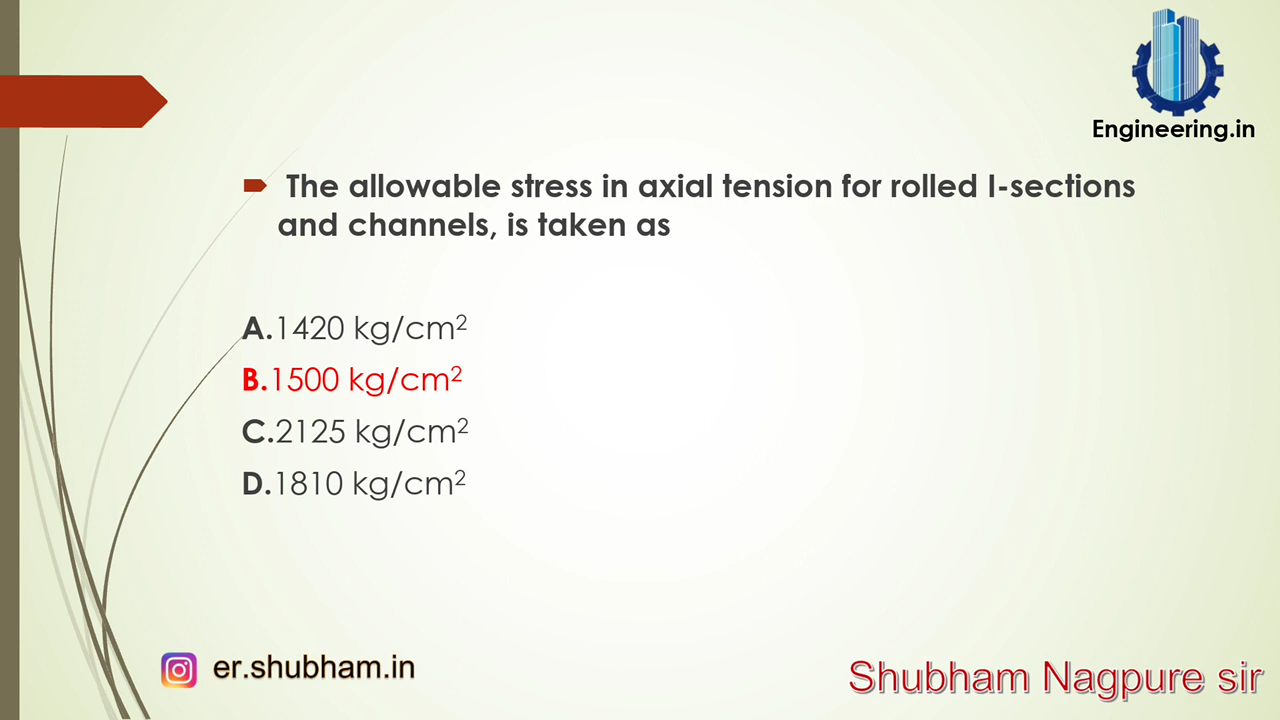 Engineering.in
The allowable stress in axial tension for rolled I-sections
and channels, is taken as
A.1420 kg/cm²
B.1500 kg/cm²
C.2125 kg/cm²
D.1810 kg/cm²
er.shubham.in
Shubham Nagpure sir